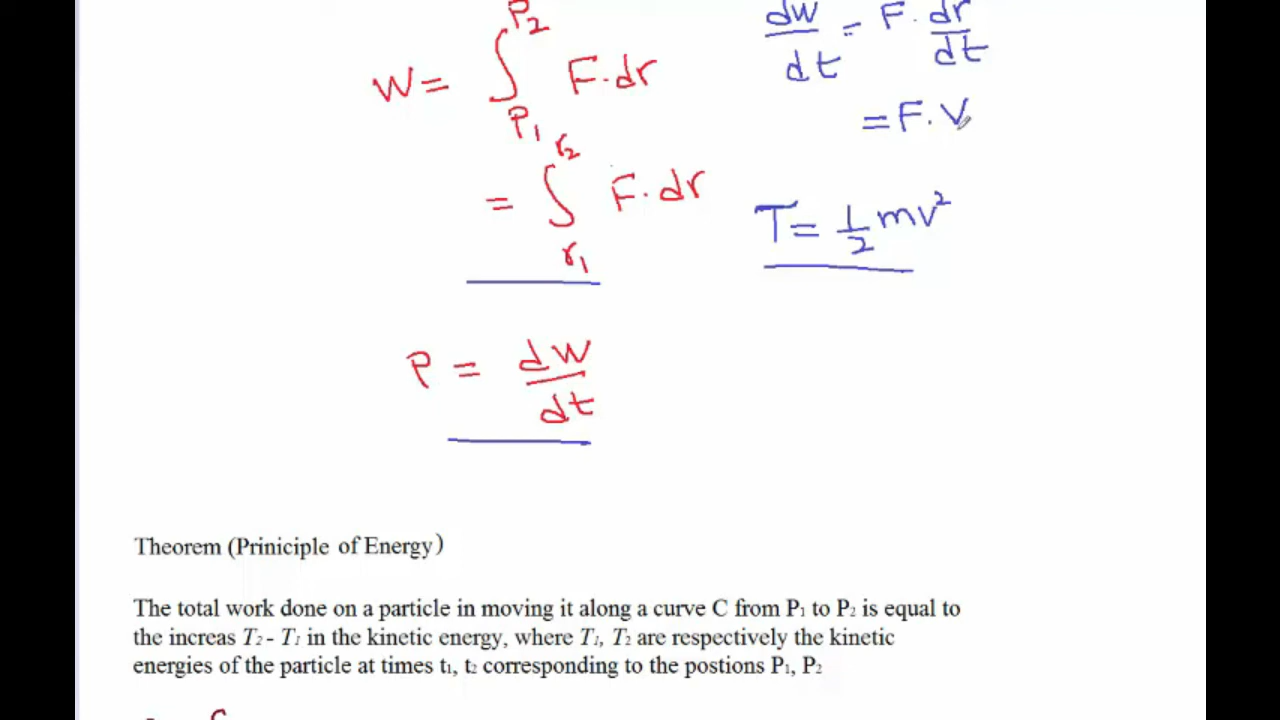 W = ∫_{P1}^{P2} F.dr
= ∫_{r1}^{r2} F.dr
P = dW/dt
dW/dt = F. dr/dt
= F. V
T = 1/2 mv²
Theorem (Priniciple of Energy)
The total work done on a particle in moving it along a curve C from P₁ to P₂ is equal to
the increas T₂ - T₁ in the kinetic energy, where T₁, T₂ are respectively the kinetic
energies of the particle at times t₁, t₂ corresponding to the postions P₁, P₂